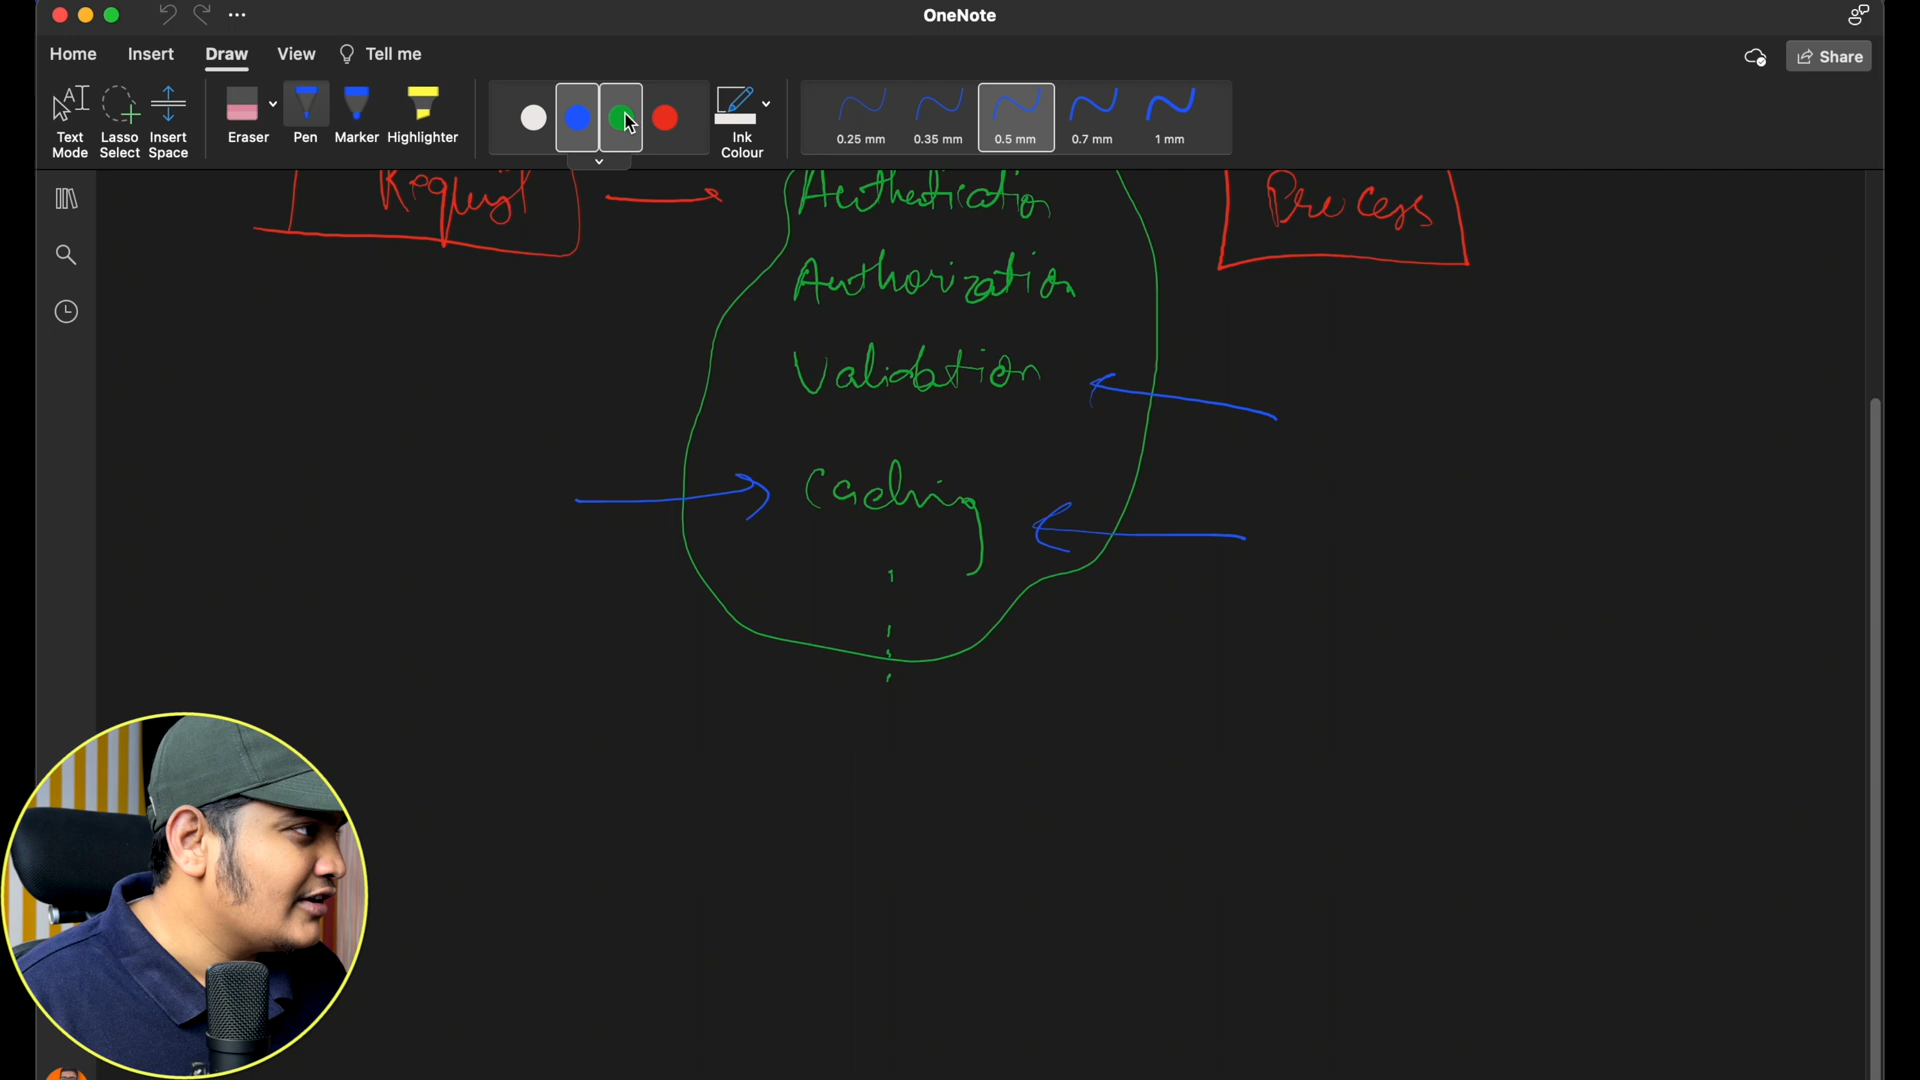 OneNote
Home Insert Draw View Tell me
Share
Text Mode
Lasso Select
Insert Space
Eraser
Pen
Marker
Highlighter
Ink Colour
0.25 mm
0.35 mm
0.5 mm
0.7 mm
1 mm
Request
Authentication
Process
Authorization
Validation
Caching